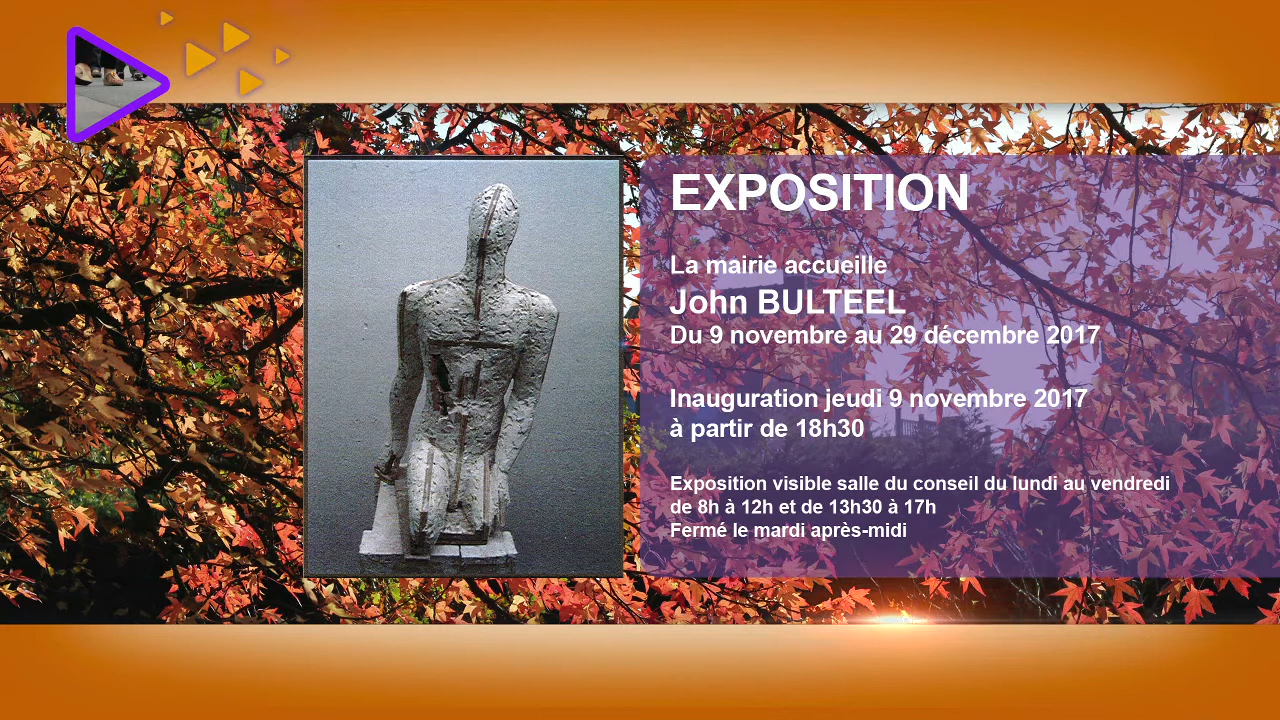 EXPOSITION
La mairie accueille
John BULTEEL
Du 9 novembre au 29 décembre 2017
Inauguration jeudi 9 novembre 2017
à partir de 18h30
Exposition visible salle du conseil du lundi au vendredi
de 8h à 12h et de 13h30 à 17h
Fermé le mardi après-midi